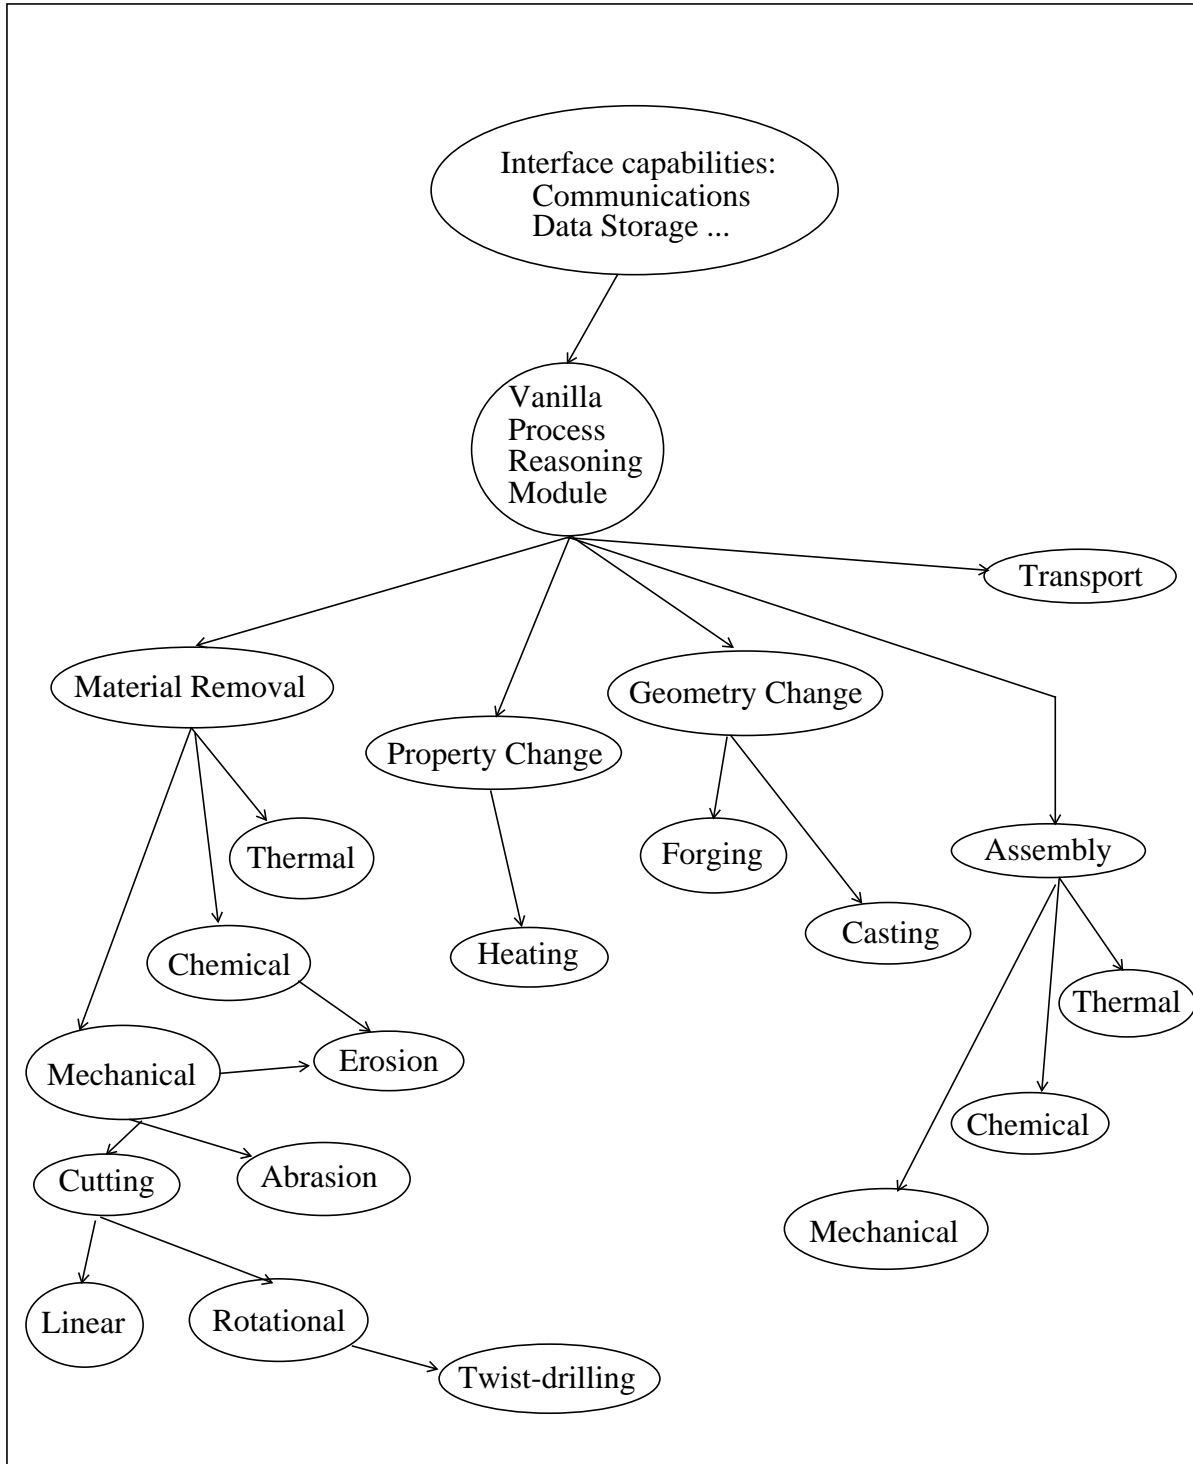 Interface capabilities:
Communications
Data Storage ...
Vanilla
Process
Reasoning
Module
Transport
Material Removal
Geometry Change
Property Change
Thermal
Forging
Assembly
Chemical
Heating
Casting
Thermal
Mechanical
Erosion
Chemical
Cutting
Abrasion
Mechanical
Linear
Rotational
Twist-drilling